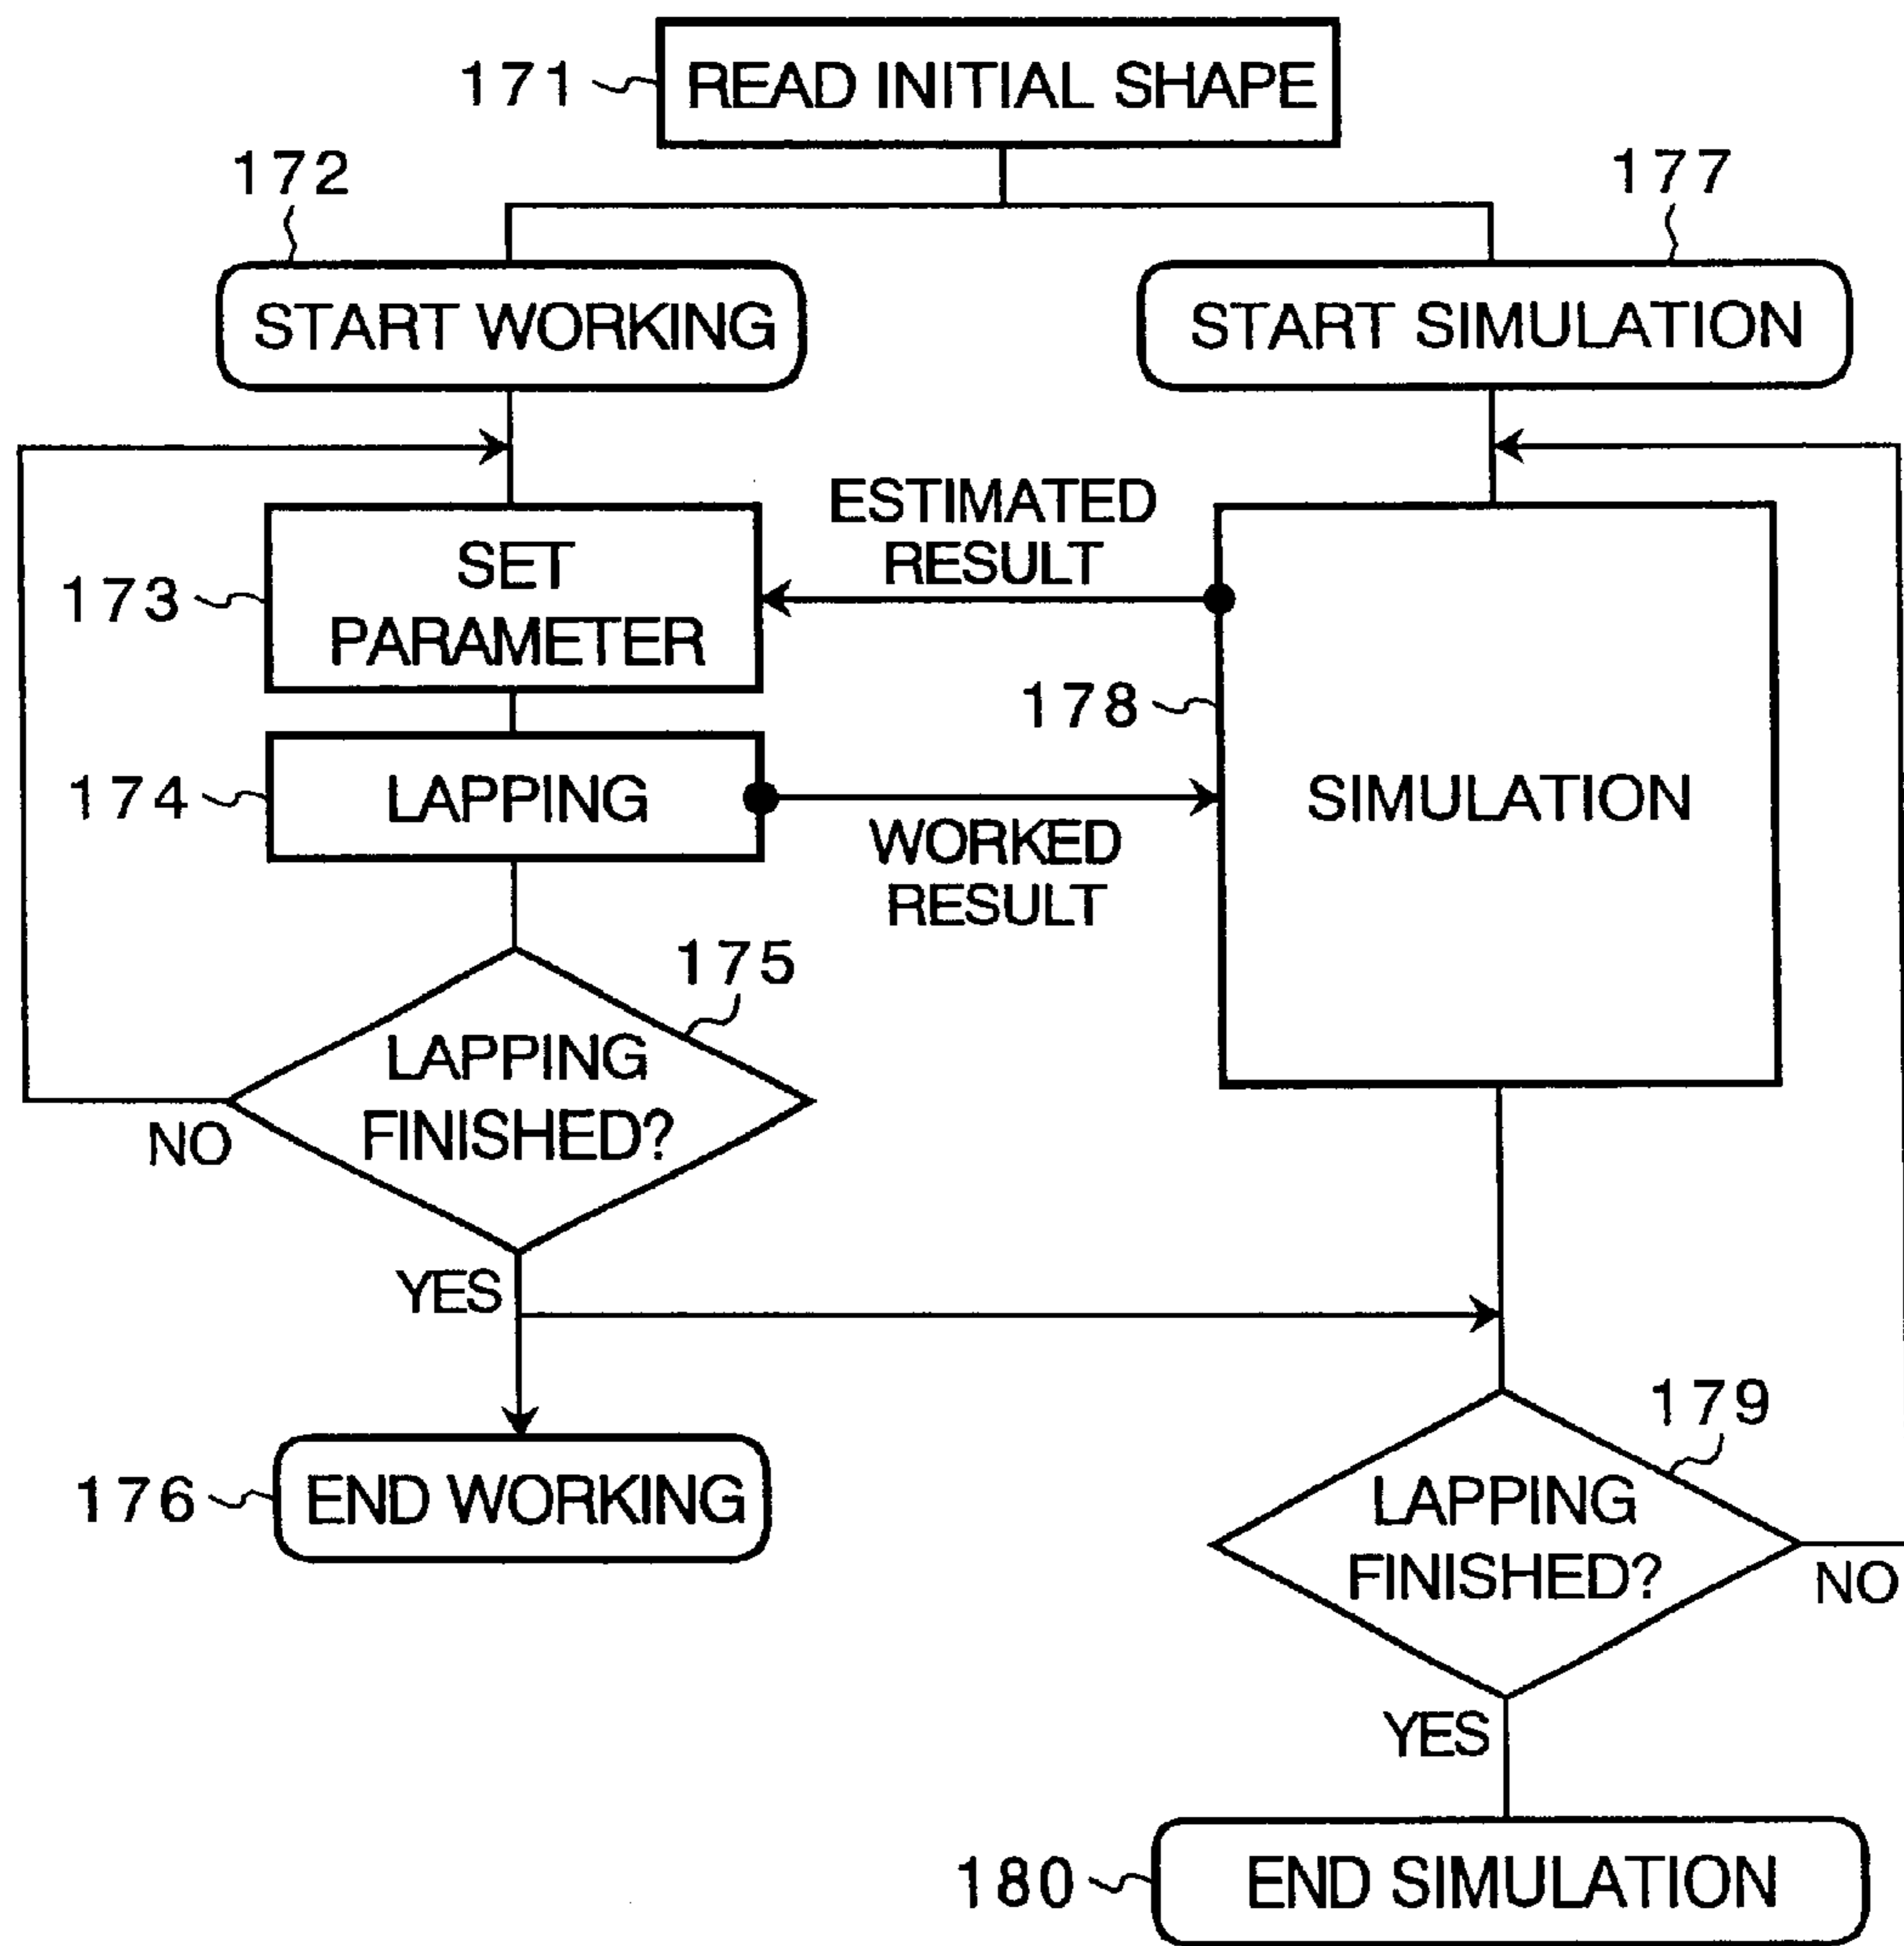 171 READ INITIAL SHAPE
172
177
START WORKING
START SIMULATION
ESTIMATED
RESULT
173
SET
PARAMETER
178
174
LAPPING
SIMULATION
WORKED
RESULT
175
LAPPING
FINISHED?
NO
YES
179
176
END WORKING
LAPPING
FINISHED?
NO
YES
180
END SIMULATION